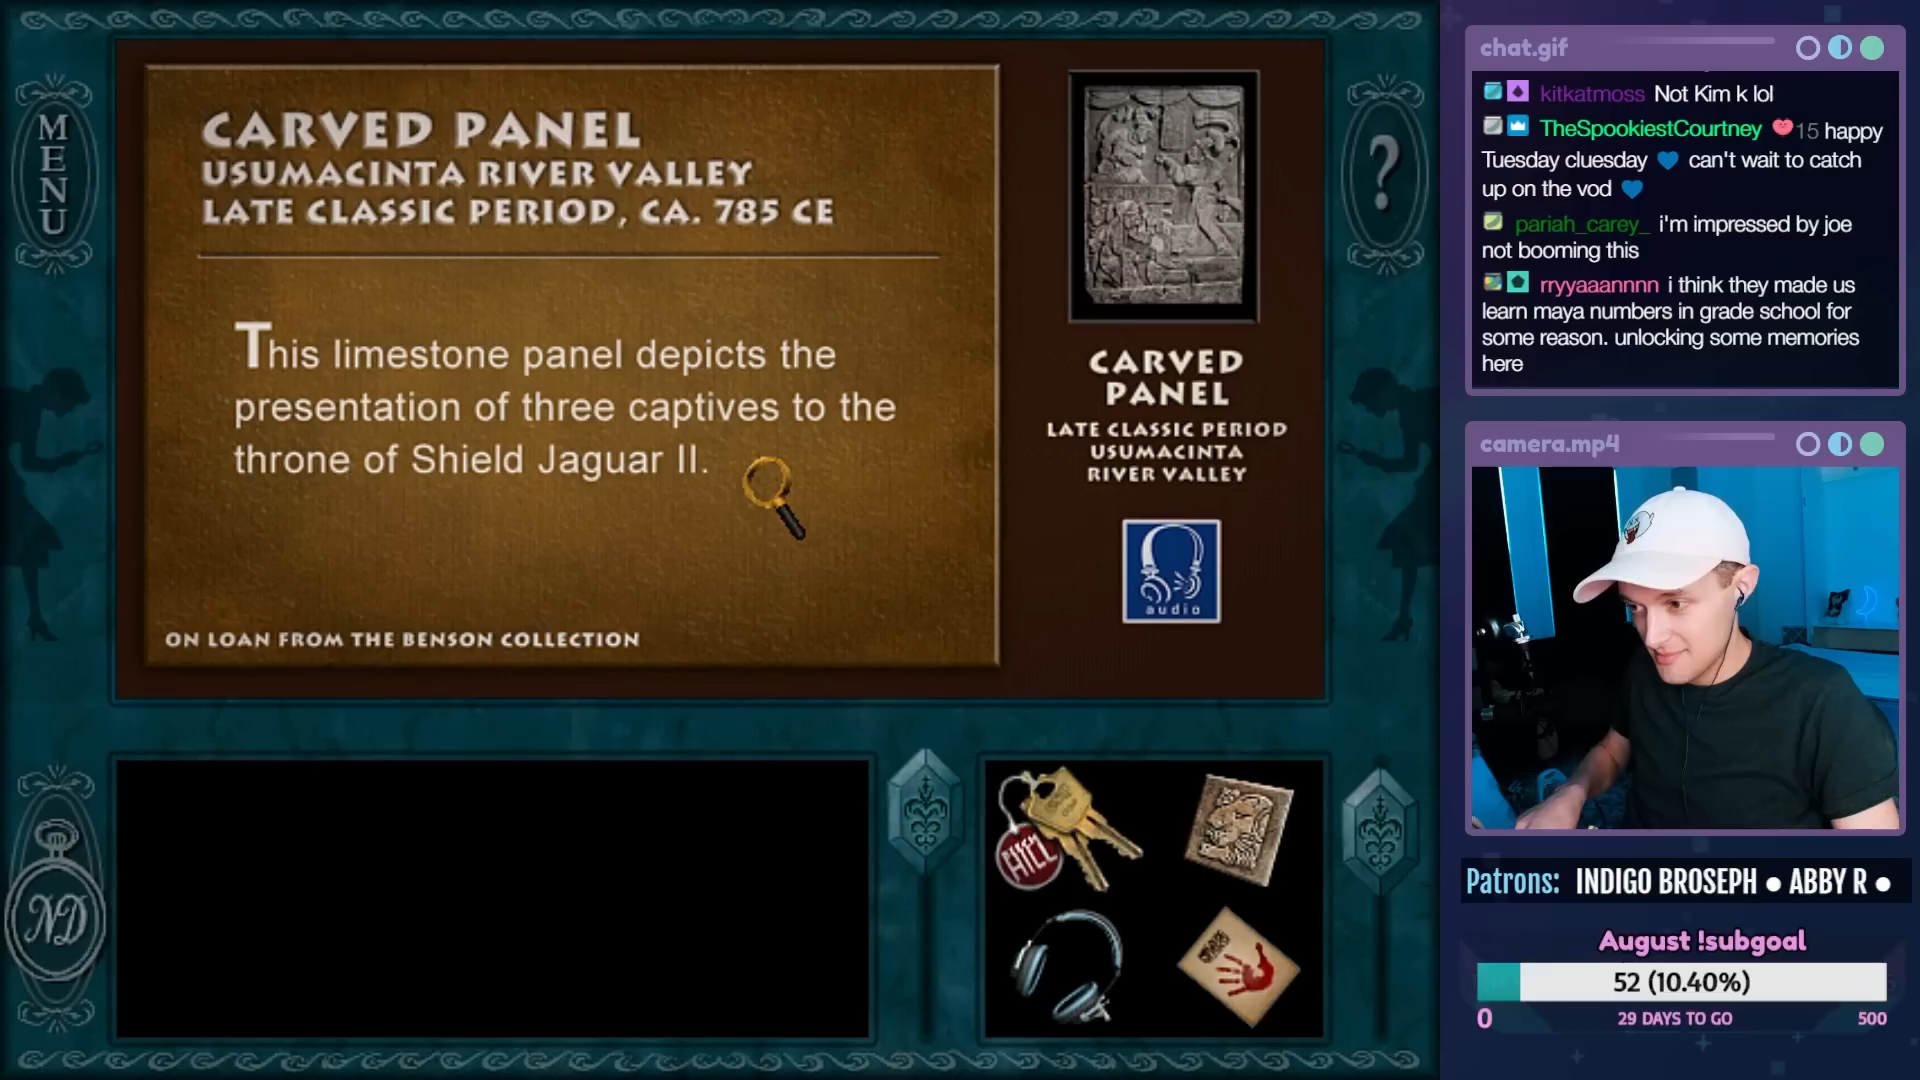 MENU
CARVED PANEL
USUMACINTA RIVER VALLEY
LATE CLASSIC PERIOD, CA. 785 CE
This limestone panel depicts the
presentation of three captives to the
throne of Shield Jaguar II.
ON LOAN FROM THE BENSON COLLECTION
CARVED
PANEL
LATE CLASSIC PERIOD
USUMACINTA
RIVER VALLEY
audio
?
ND
chat.gif
kitkatmoss Not Kim k lol
TheSpookiestCourtney 15 happy
Tuesday cluesday can't wait to catch
up on the vod
pariah_carey_ i'm impressed by joe
not booming this
rryyaaannnn i think they made us
learn maya numbers in grade school for
some reason. unlocking some memories
here
camera.mp4
Patrons: INDIGO BROSEPH ● ABBY R ●
August !subgoal
52 (10.40%)
0 29 DAYS TO GO 500